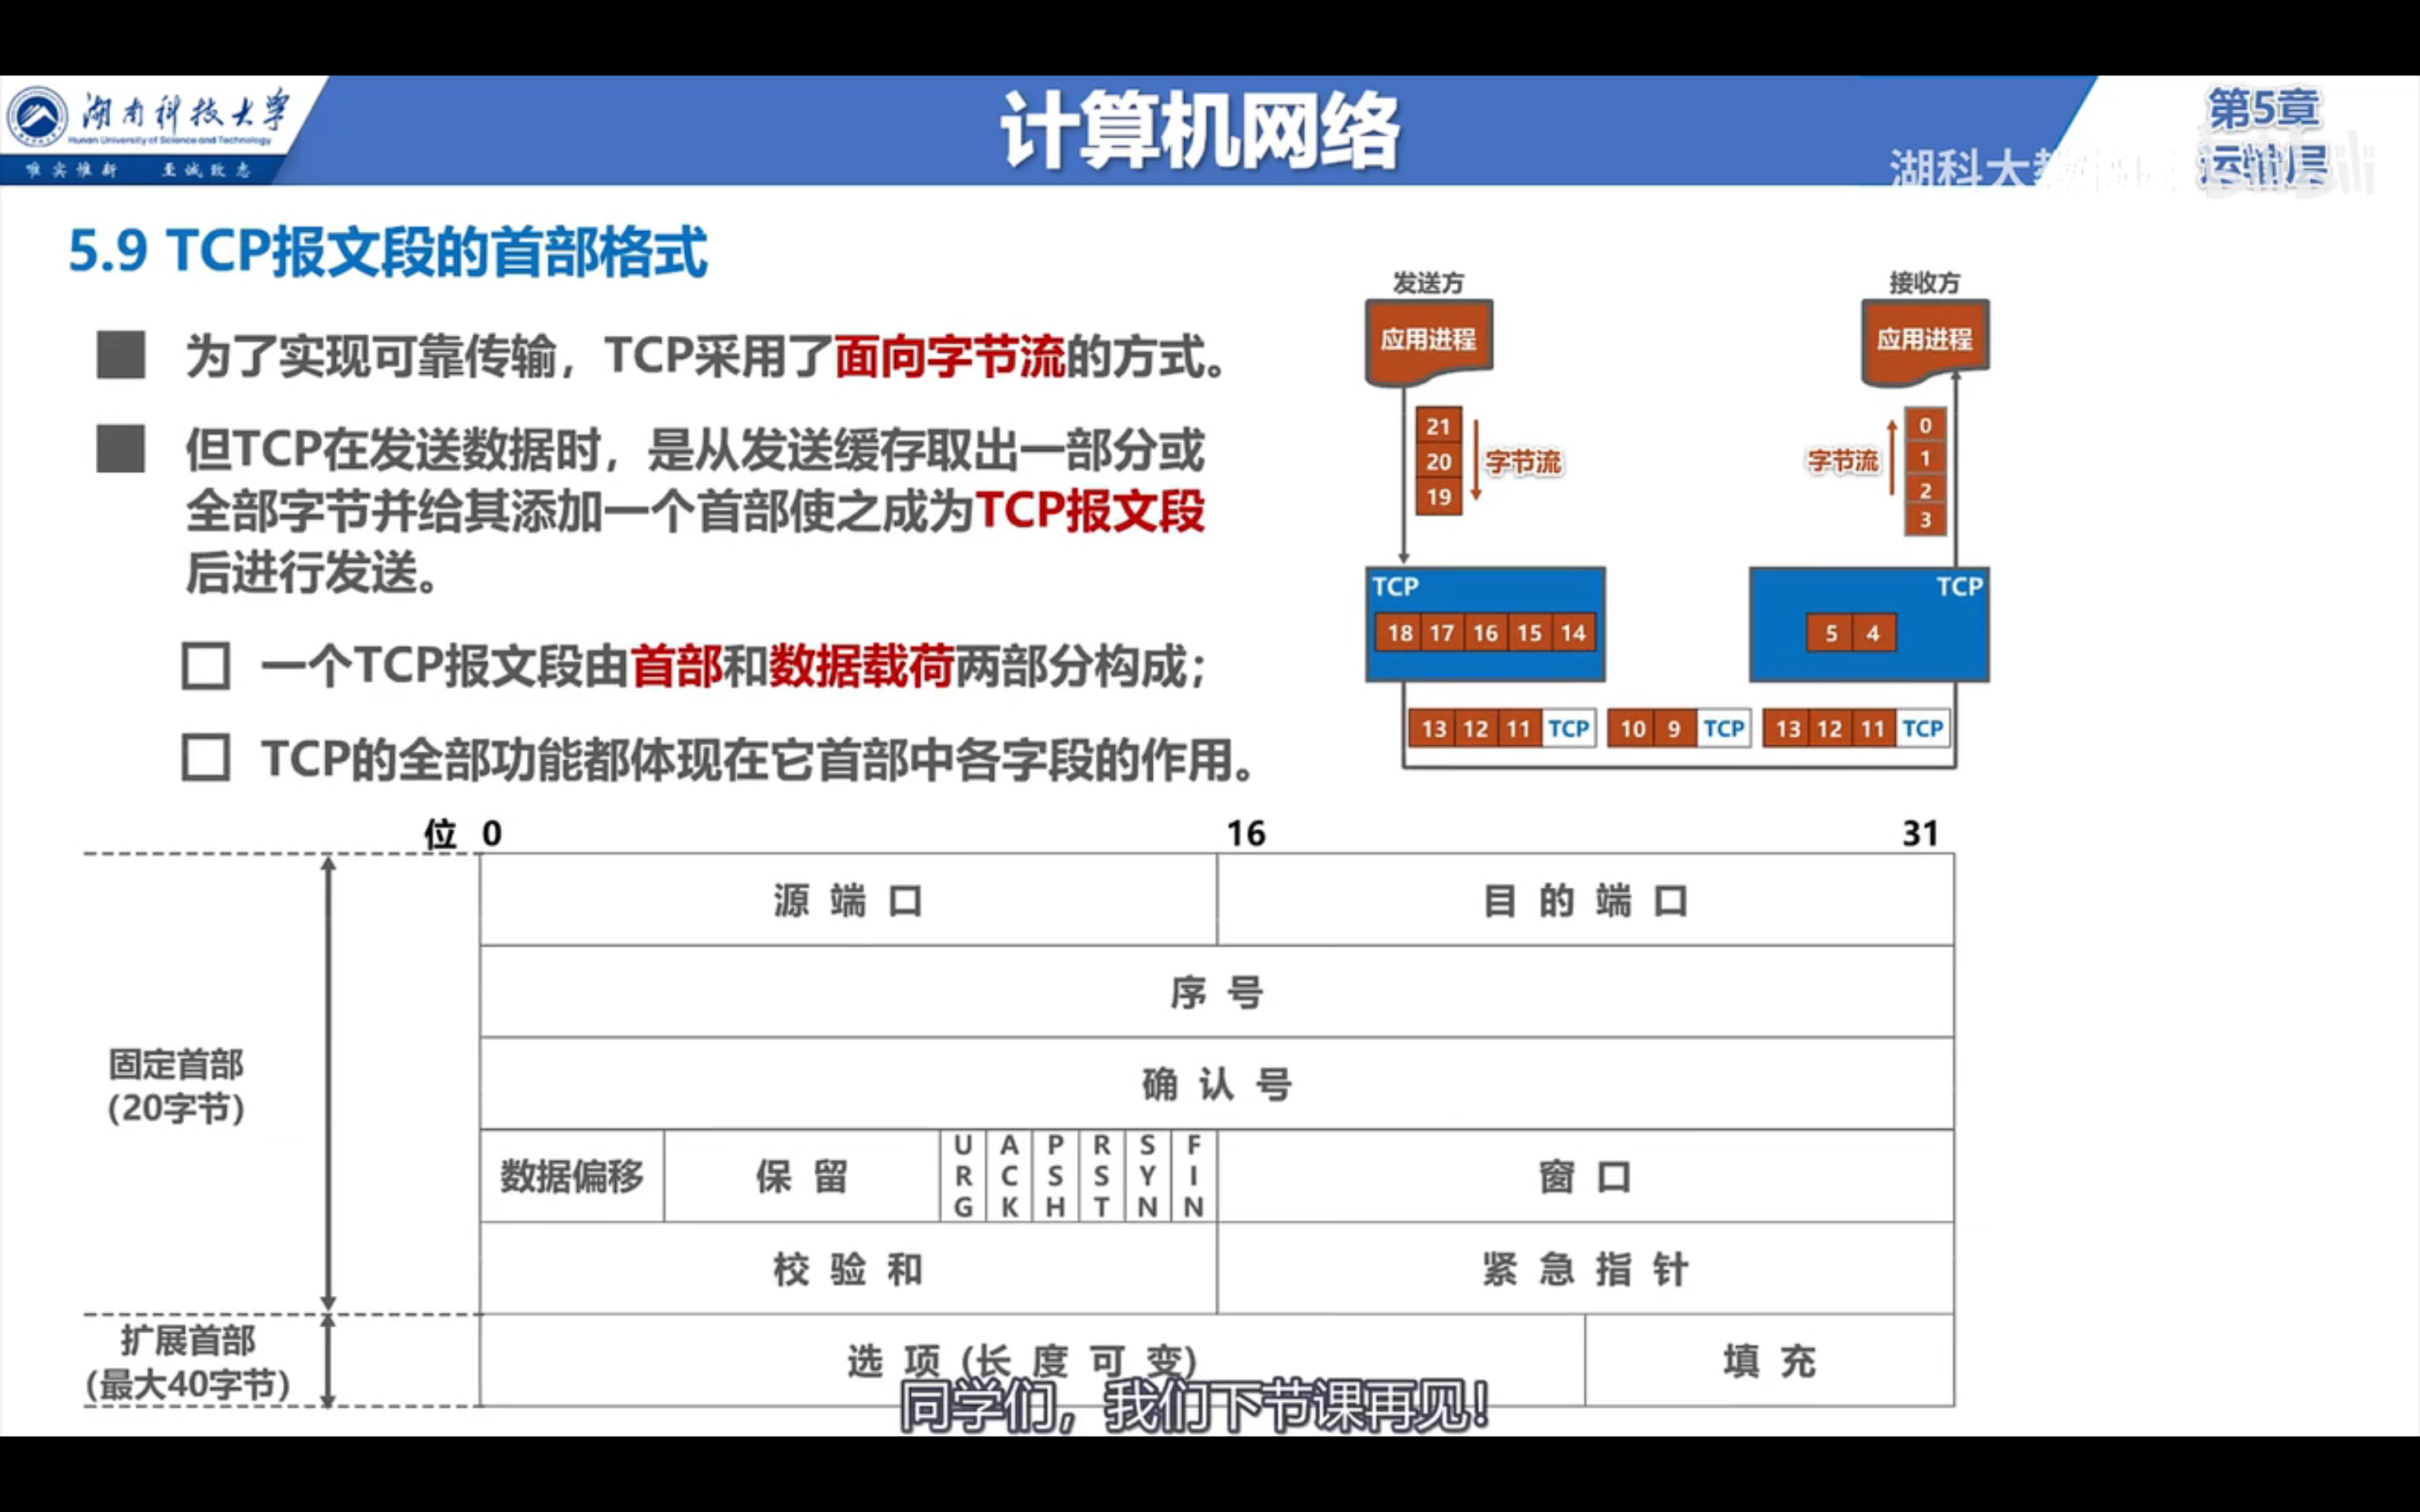 湖南科技大学
Hunan University of Science and Technology
唯实惟新 至诚致志
计算机网络
第5章
运输层
湖科大教
5.9 TCP报文段的首部格式
为了实现可靠传输，TCP采用了面向字节流的方式。
但TCP在发送数据时，是从发送缓存取出一部分或
全部字节并给其添加一个首部使之成为TCP报文段
后进行发送。
一个TCP报文段由首部和数据载荷两部分构成；
TCP的全部功能都体现在它首部中各字段的作用。
发送方
接收方
应用进程
应用进程
21
20
19
字节流
字节流
0
1
2
3
TCP
18 17 16 15 14
TCP
5 4
13 12 11 TCP
10 9 TCP
13 12 11 TCP
位 0 16 31
源端口 目的端口
序号
确认号
数据偏移 保留 URG ACK PSH RST SYN FIN 窗口
校验和 紧急指针
选项(长度可变) 填充
固定首部
(20字节)
扩展首部
(最大40字节)
同学们，我们下节课再见！